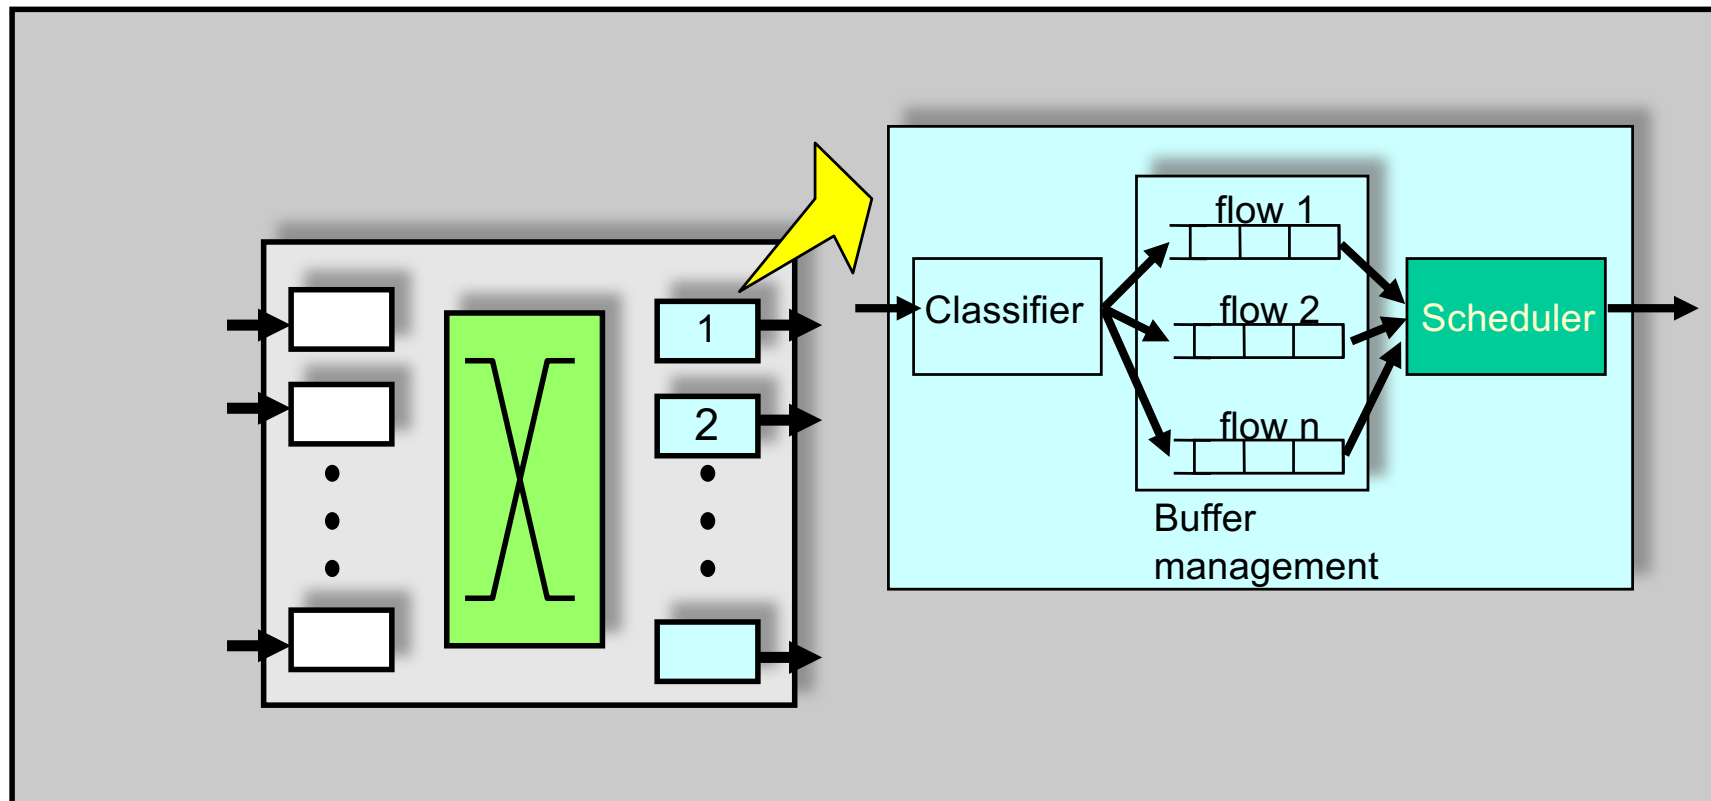 1
2
Classifier
flow 1
flow 2
flow n
Buffer
management
Scheduler